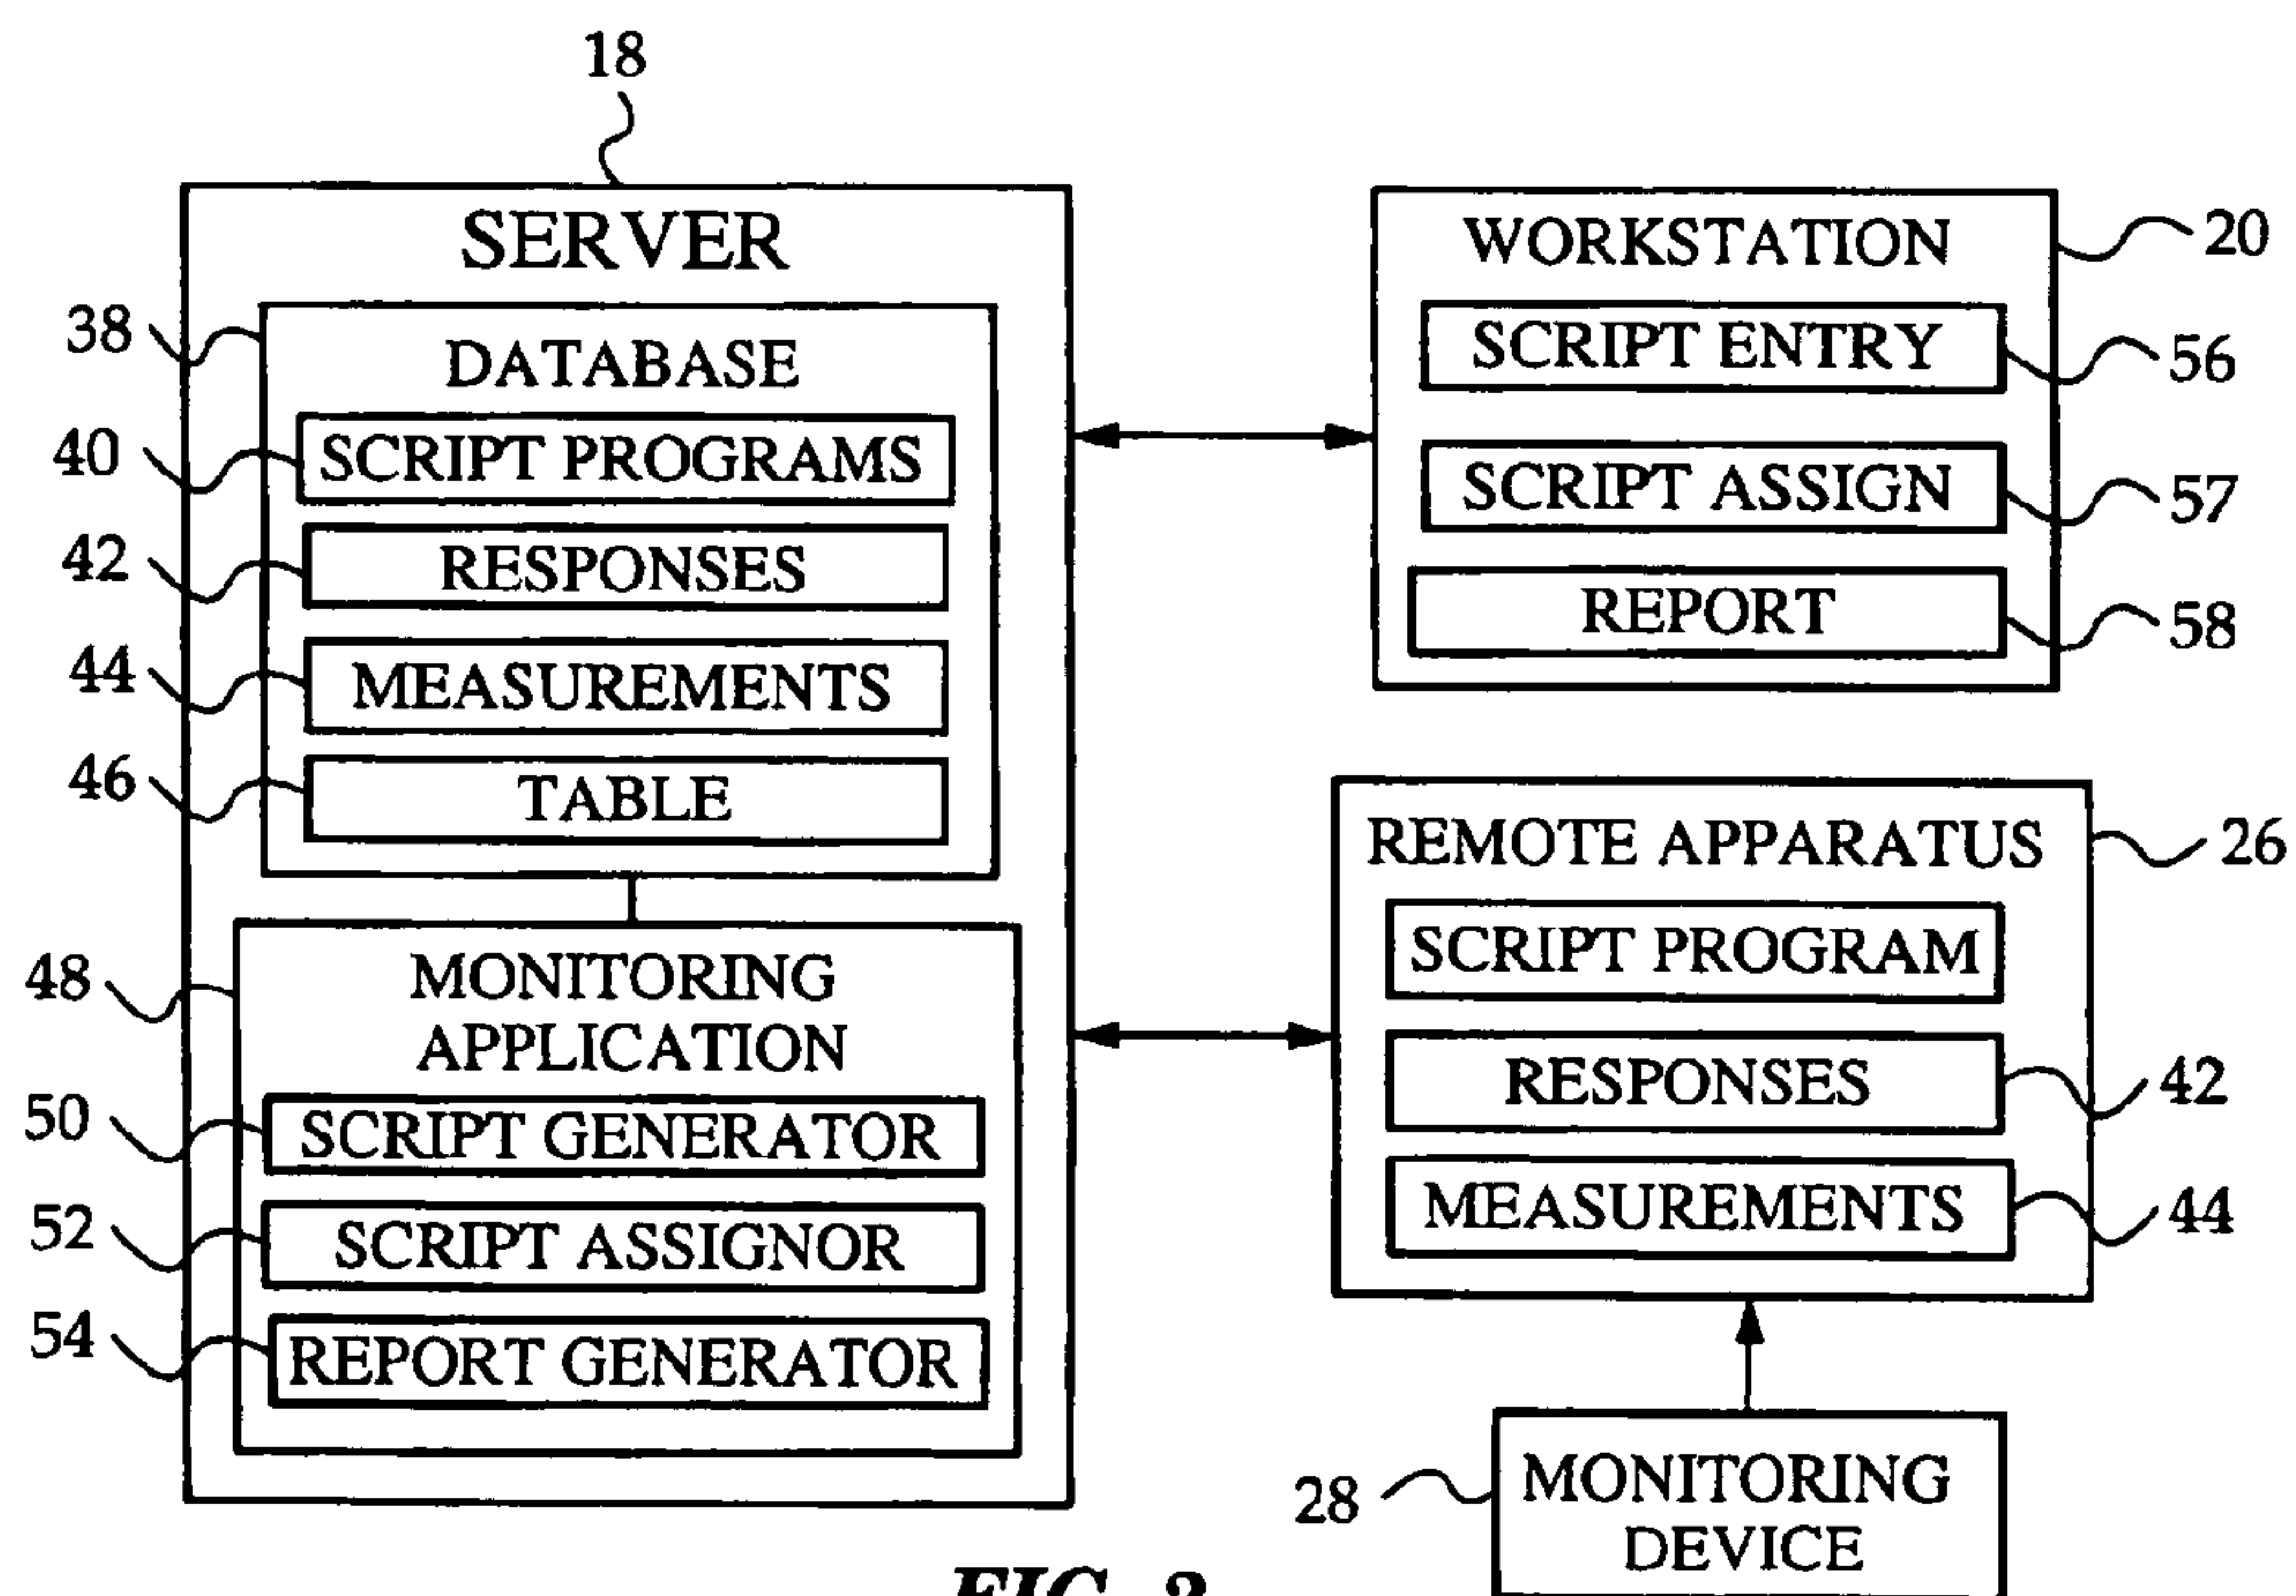 18
SERVER
38
DATABASE
40
SCRIPT PROGRAMS
42
RESPONSES
44
MEASUREMENTS
46
TABLE
48
MONITORING
APPLICATION
50
SCRIPT GENERATOR
52
SCRIPT ASSIGNOR
54
REPORT GENERATOR
WORKSTATION
20
SCRIPT ENTRY
56
SCRIPT ASSIGN
57
REPORT
58
REMOTE APPARATUS
26
SCRIPT PROGRAM
RESPONSES
42
MEASUREMENTS
44
28
MONITORING
DEVICE
FIG.